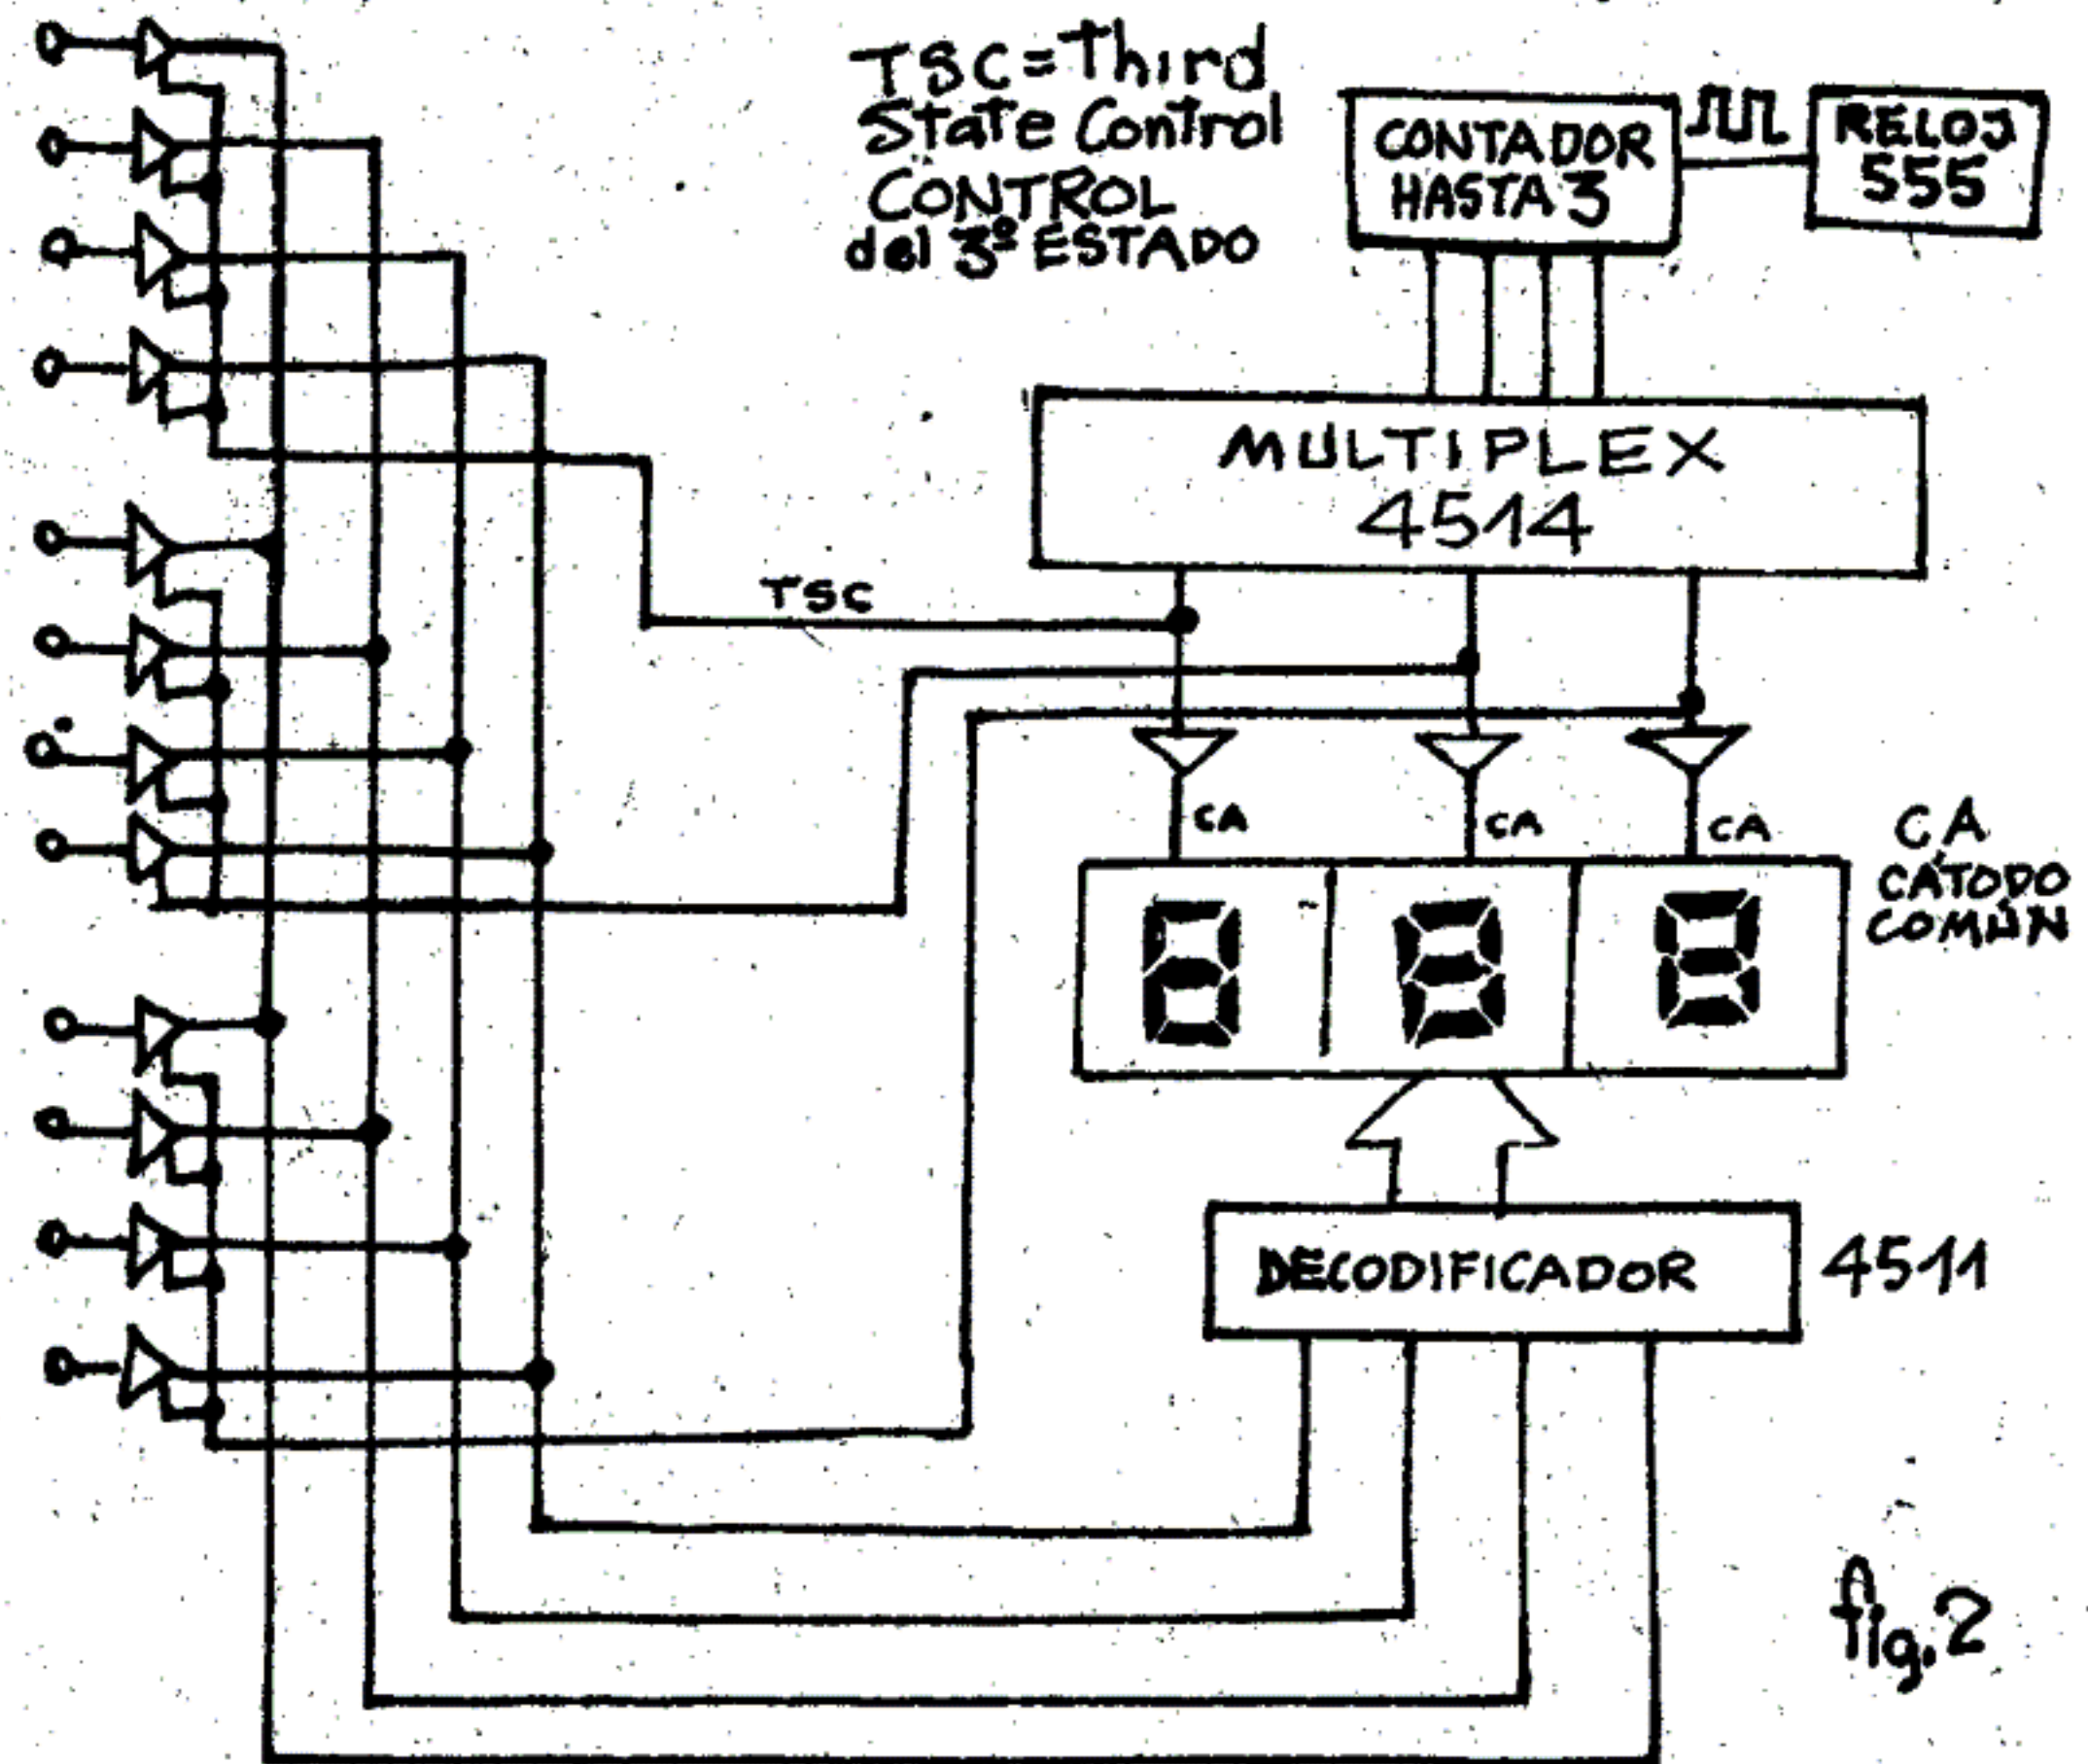 TSC=Third
State Control
CONTROL
del 3º ESTADO
CONTADOR
HASTA 3
RELOJ
555
MULTIPLEX
4514
TSC
CA
CA
CA
CA
CÁTODO
COMÚN
DECODIFICADOR
4511
fig.2